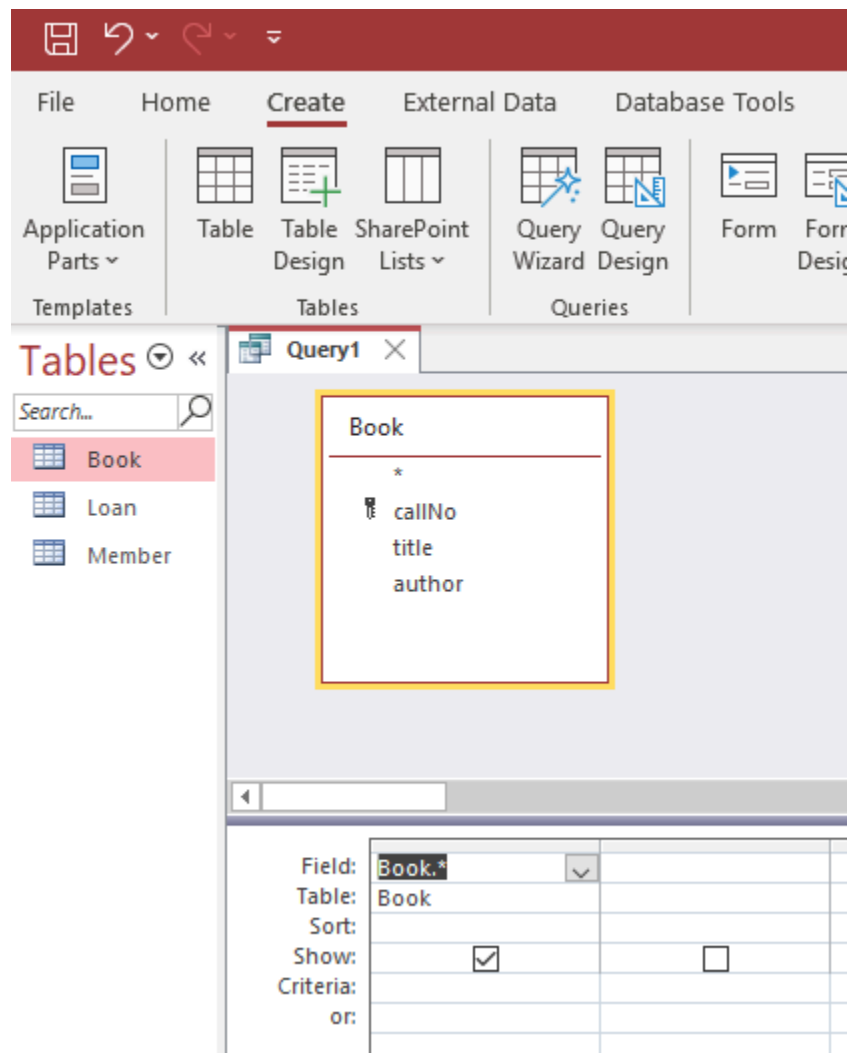 File Home Create External Data Database Tools
Application Parts
Table
Table Design
SharePoint Lists
Query Wizard
Query Design
Form
Templates Tables Queries
Tables
Search...
Book
Loan
Member
Query1
Book
*
callNo
title
author
Field: Book.*
Table: Book
Sort:
Show:
Criteria:
or: